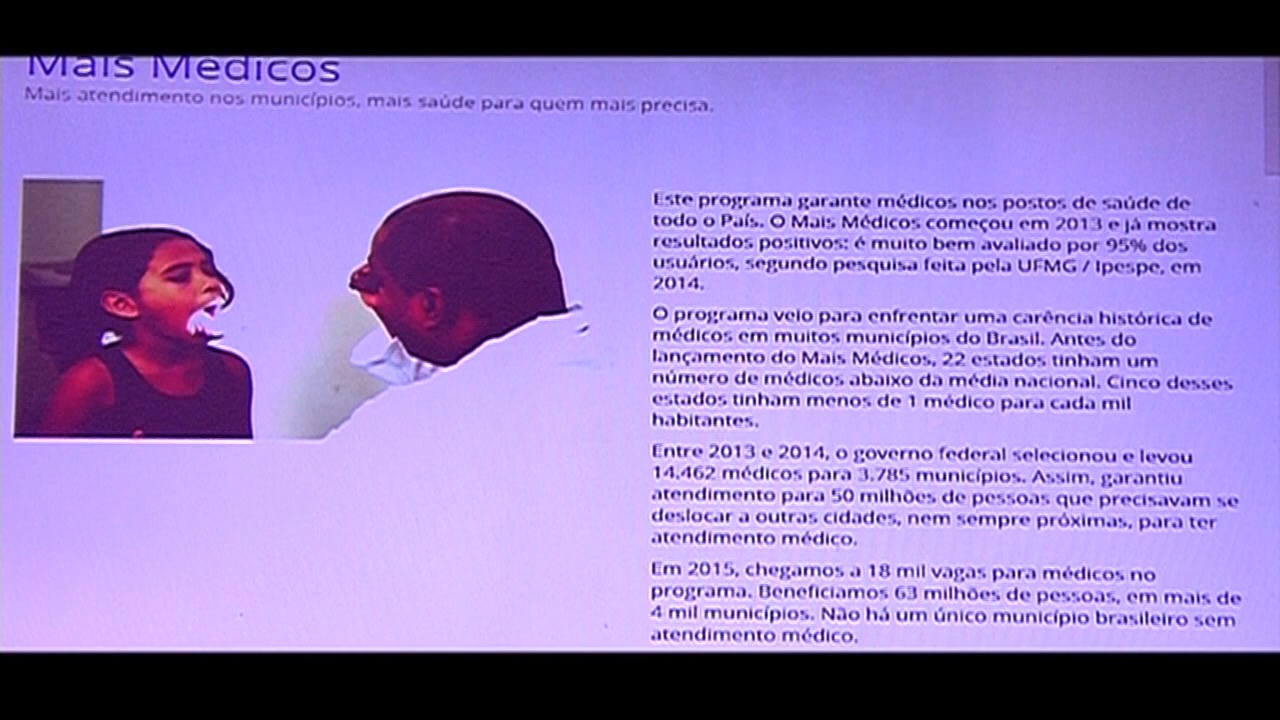 Mais Médicos
Mais atendimento nos municípios, mais saúde para quem mais precisa.
Este programa garante médicos nos postos de saúde de
todo o País. O Mais Médicos começou em 2013 e já mostra
resultados positivos: é muito bem avaliado por 95% dos
usuários, segundo pesquisa feita pela UFMG / Ipespe, em
2014.
O programa veio para enfrentar uma carência histórica de
médicos em muitos municípios do Brasil. Antes do
lançamento do Mais Médicos, 22 estados tinham um
número de médicos abaixo da média nacional. Cinco desses
estados tinham menos de 1 médico para cada mil
habitantes.
Entre 2013 e 2014, o governo federal selecionou e levou
14.462 médicos para 3.785 municípios. Assim, garantiu
atendimento para 50 milhões de pessoas que precisavam se
deslocar a outras cidades, nem sempre próximas, para ter
atendimento médico.
Em 2015, chegamos a 18 mil vagas para médicos no
programa. Beneficiamos 63 milhões de pessoas, em mais de
4 mil municípios. Não há um único município brasileiro sem
atendimento médico.